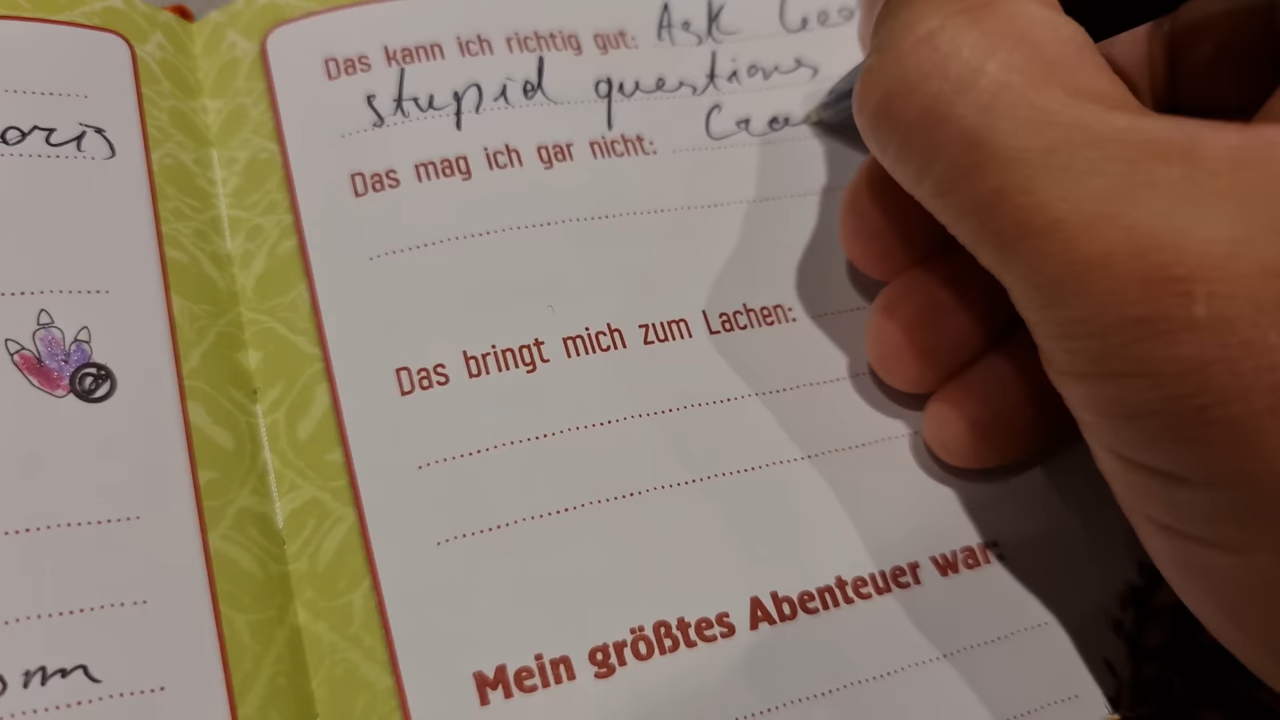 Das kann ich richtig gut: Ask
stupid questions
Das mag ich gar nicht:
Das bringt mich zum Lachen:
Mein größtes Abenteuer war: